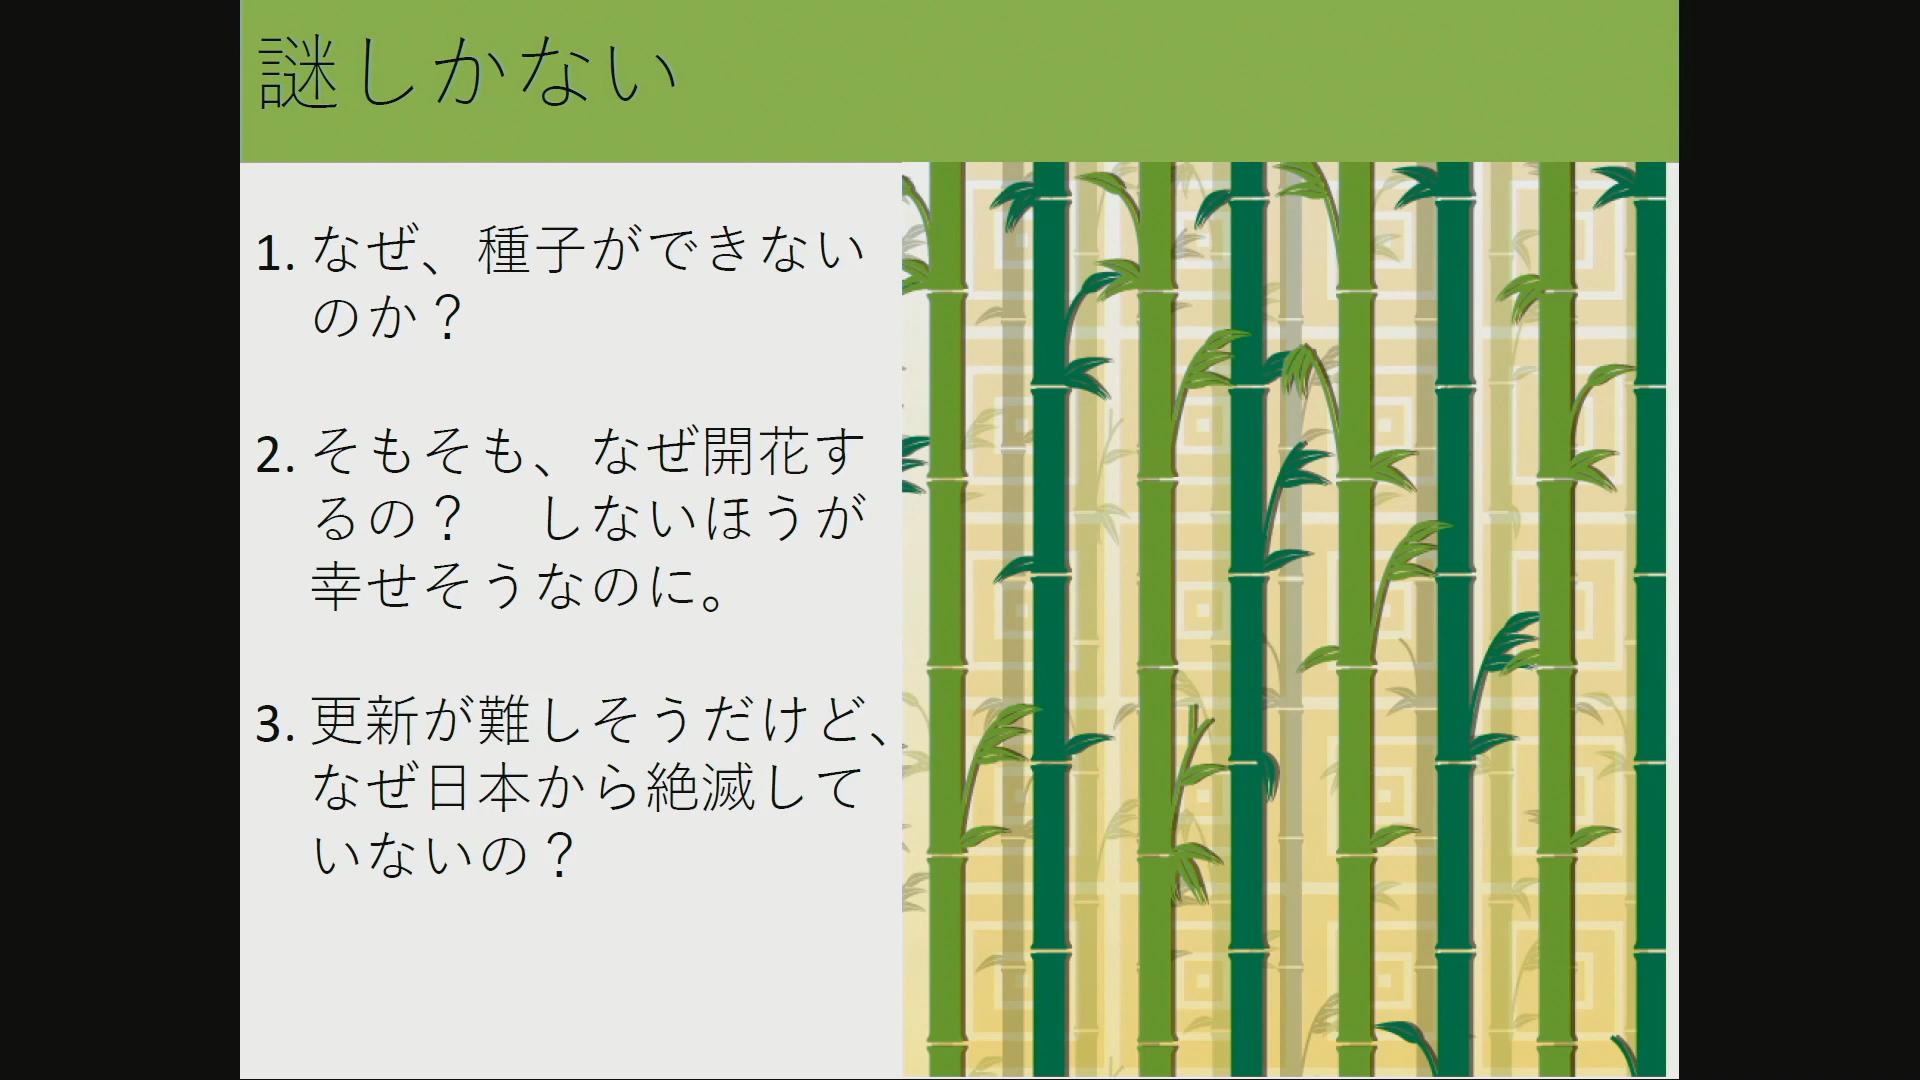 謎しかない
1. なぜ、種子ができない
のか？
2. そもそも、なぜ開花す
るの？　しないほうが
幸せそうなのに。
3. 更新が難しそうだけど、
なぜ日本から絶滅して
いないの？